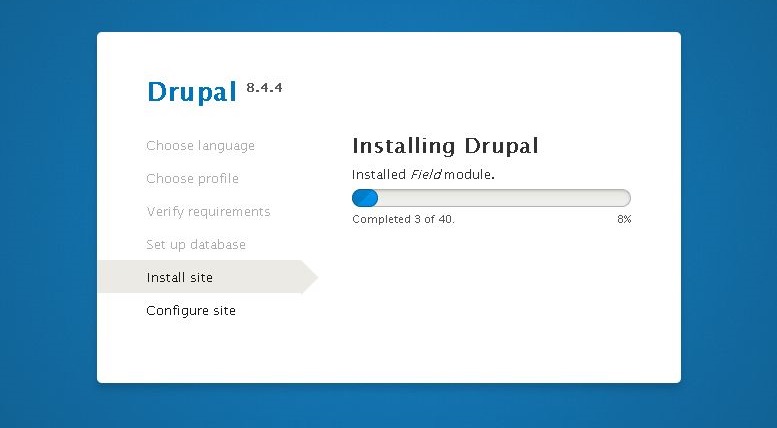 Drupal 8.4.4
Choose language
Choose profile
Verify requirements
Set up database
Install site
Configure site
Installing Drupal
Installed Field module.
Completed 3 of 40. 8%